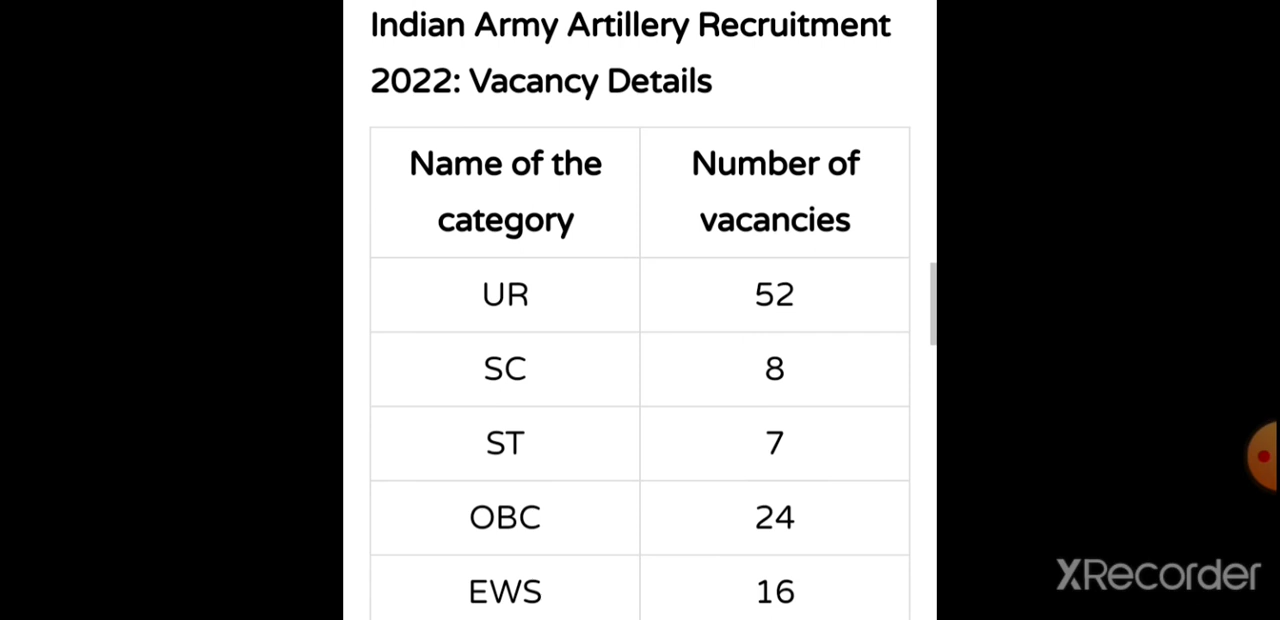 Indian Army Artillery Recruitment
2022: Vacancy Details
Name of the category
Number of vacancies
UR 52
SC 8
ST 7
OBC 24
EWS 16
XRecorder